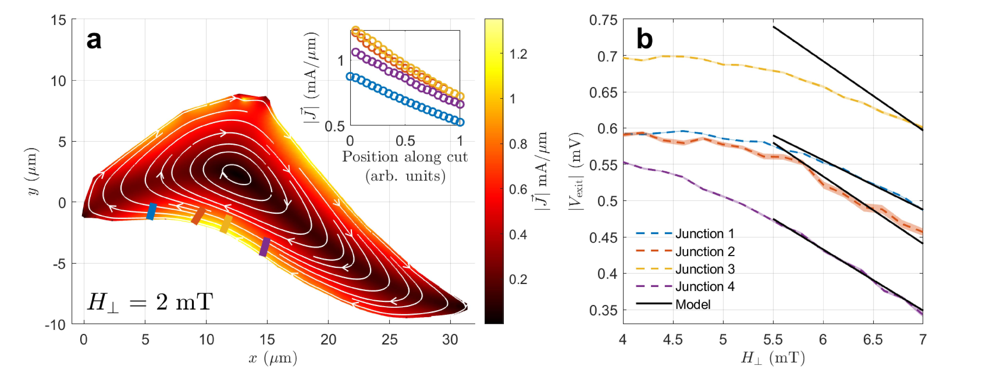 a
15
10
5
0
-5
-10
y (μm)
0
5
10
15
20
25
30
x (μm)
H⊥ = 2 mT
|J⃗| (mA/μm)
1
0.5
0
0.5
1
Position along cut
(arb. units)
1.2
1
0.8
0.6
0.4
0.2
|J⃗| mA/μm
b
0.75
0.7
0.65
0.6
0.55
0.5
0.45
0.4
0.35
|Vexit| (mV)
Junction 1
Junction 2
Junction 3
Junction 4
Model
4
4.5
5
5.5
6
6.5
7
H⊥ (mT)